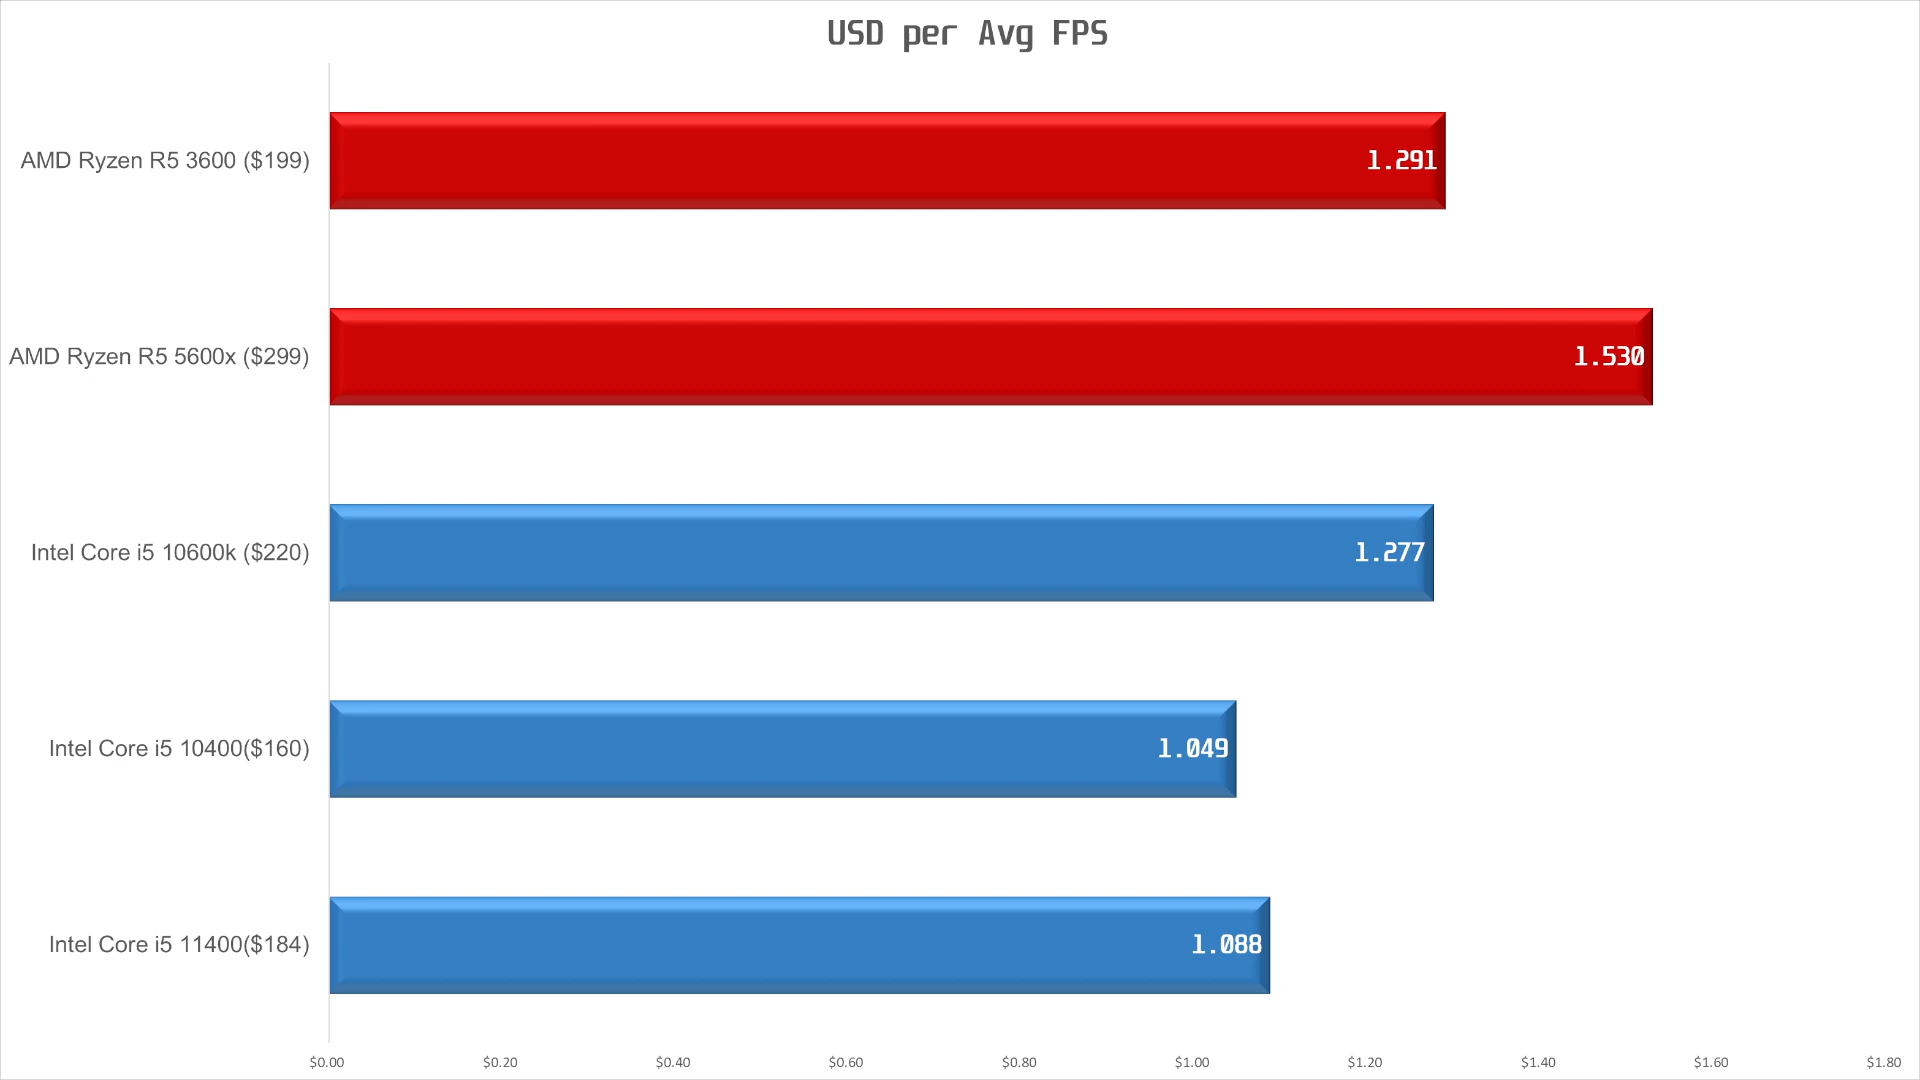 USD per Avg FPS
AMD Ryzen R5 3600 ($199)
1.291
AMD Ryzen R5 5600x ($299)
1.530
Intel Core i5 10600k ($220)
1.277
Intel Core i5 10400($160)
1.049
Intel Core i5 11400($184)
1.088
$0.00 $0.20 $0.40 $0.60 $0.80 $1.00 $1.20 $1.40 $1.60 $1.80